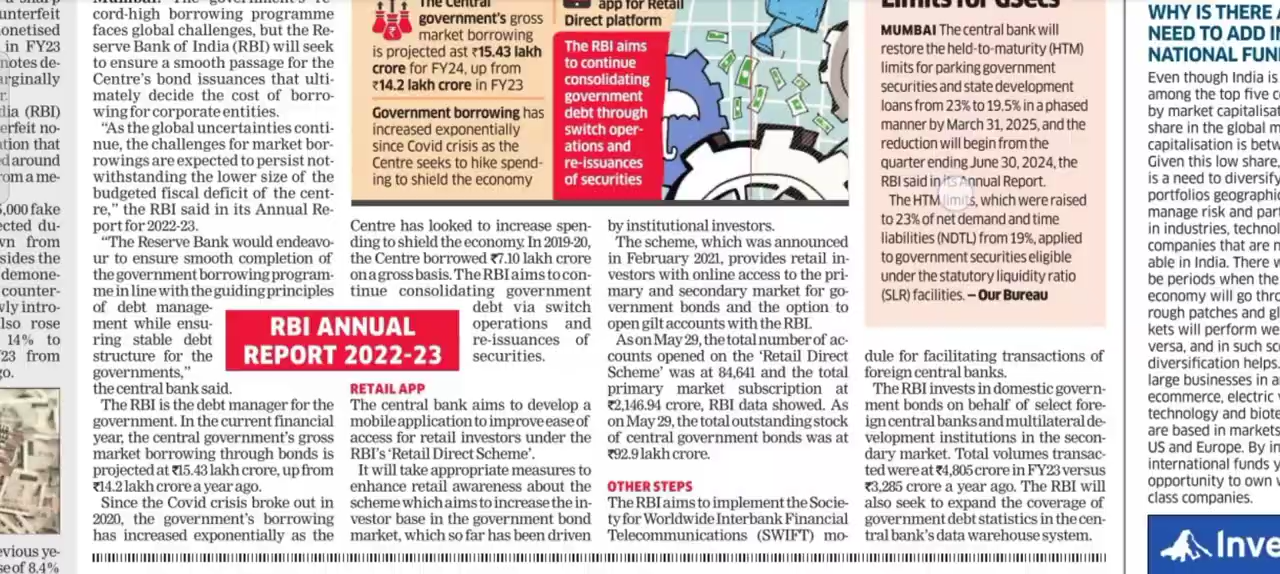 cord-high borrowing programme
faces global challenges, but the Re-
serve Bank of India (RBI) will seek
to ensure a smooth passage for the
Centre's bond issuances that ulti-
mately decide the cost of borro-
wing for corporate entities.
"As the global uncertainties conti-
nue, the challenges for market bor-
rowings are expected to persist not-
withstanding the lower size of the
budgeted fiscal deficit of the cent-
re," the RBI said in its Annual Re-
port for 2022-23.
"The Reserve Bank would endeavo-
ur to ensure smooth completion of
the government borrowing program-
me in line with the guiding principles
of debt manage-
ment while ensu-
ring stable debt
structure for the
governments,"
the central bank said.
The RBI is the debt manager for the
government. In the current financial
year, the central government's gross
market borrowing through bonds is
projected at ₹15.43 lakh crore, up from
₹14.2 lakh crore a year ago.
Since the Covid crisis broke out in
2020, the government's borrowing
has increased exponentially as the
RBI ANNUAL
REPORT 2022-23
The Central
government's gross
market borrowing
is projected ast ₹15.43 lakh
crore for FY24, up from
₹14.2 lakh crore in FY23
Government borrowing has
increased exponentially
since Covid crisis as the
Centre seeks to hike spend-
ing to shield the economy
app for Retail
Direct platform
The RBI aims
to continue
consolidating
government
debt through
switch oper-
ations and
re-issuances
of securities
Centre has looked to increase spen-
ding to shield the economy. In 2019-20,
the Centre borrowed ₹7.10 lakh crore
on a gross basis. The RBI aims to con-
tinue consolidating government
debt via switch
operations and
re-issuances of
securities.
RETAIL APP
The central bank aims to develop a
mobile application to improve ease of
access for retail investors under the
RBI's 'Retail Direct Scheme'.
It will take appropriate measures to
enhance retail awareness about the
scheme which aims to increase the in-
vestor base in the government bond
market, which so far has been driven
by institutional investors.
The scheme, which was announced
in February 2021, provides retail in-
vestors with online access to the pri-
mary and secondary market for go-
vernment bonds and the option to
open gilt accounts with the RBI.
As on May 29, the total number of ac-
counts opened on the 'Retail Direct
Scheme' was at 84,641 and the total
primary market subscription at
₹2,146.94 crore, RBI data showed. As
on May 29, the total outstanding stock
of central government bonds was at
₹92.9 lakh crore.
OTHER STEPS
The RBI aims to implement the Socie-
ty for Worldwide Interbank Financial
Telecommunications (SWIFT) mo-
Limits for GSecs
MUMBAI The central bank will
restore the held-to-maturity (HTM)
limits for parking government
securities and state development
loans from 23% to 19.5% in a phased
manner by March 31, 2025, and the
reduction will begin from the
quarter ending June 30, 2024, the
RBI said in its Annual Report.
The HTM limits, which were raised
to 23% of net demand and time
liabilities (NDTL) from 19%, applied
to government securities eligible
under the statutory liquidity ratio
(SLR) facilities. – Our Bureau
dule for facilitating transactions of
foreign central banks.
The RBI invests in domestic govern-
ment bonds on behalf of select fore-
ign central banks and multilateral de-
velopment institutions in the secon-
dary market. Total volumes transac-
ted were at ₹4,805 crore in FY23 versus
₹3,285 crore a year ago. The RBI will
also seek to expand the coverage of
government debt statistics in the cen-
tral bank's data warehouse system.
WHY IS THERE
NEED TO ADD
NATIONAL
Even though India is
among the top five
by market
share in the global
capitalisation is
Given this low share,
is a need to diversify
portfolios
manage risk and
in industries,
companies that are
able in India. There
be periods when the
economy will go
rough patches and
kets will perform
versa, and in such
diversification helps.
large businesses in
ecommerce, electric
technology and
are based in markets
US and Europe. By
international funds
opportunity to own
class companies.